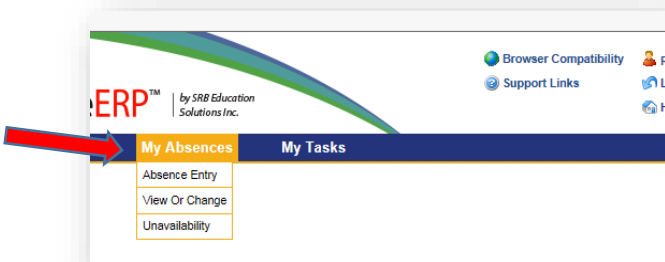 Browser Compatibility
Support Links
ERP™ by SRB Education
Solutions Inc.
My Absences My Tasks
Absence Entry
View Or Change
Unavailability